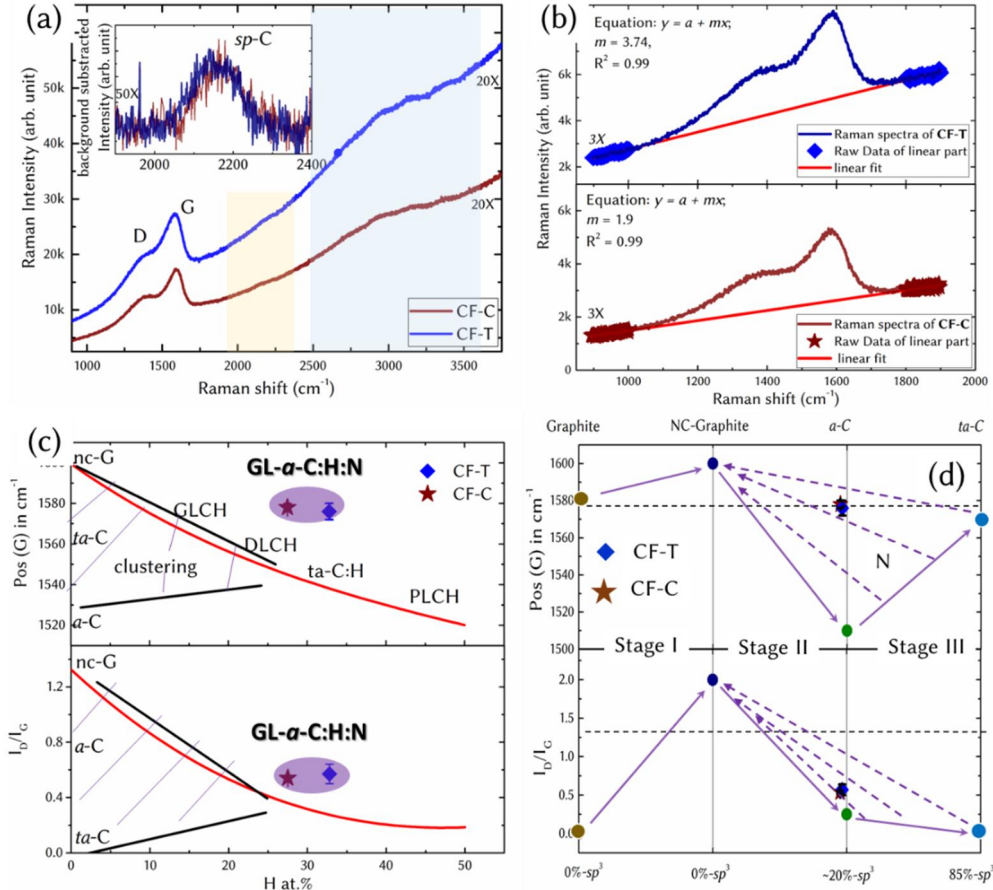 (a)
background substracted
Intensity (arb. unit)
sp-C
50X
2000 2200 2400
Raman Intensity (arb. unit)
50k
40k
30k
20k
10k
D
G
20X
20X
CF-C
CF-T
1000 1500 2000 2500 3000 3500
Raman shift (cm⁻¹)
(b)
Equation: y = a + mx;
m = 3.74,
R² = 0.99
8k
6k
4k
2k
3X
Raman spectra of CF-T
Raw Data of linear part
linear fit
Raman Intensity (arb. unit)
Equation: y = a + mx;
m = 1.9
R² = 0.99
6k
4k
2k
0
3X
Raman spectra of CF-C
Raw Data of linear part
linear fit
1000 1200 1400 1600 1800 2000
Raman shift (cm⁻¹)
(c)
nc-G
GL-a-C:H:N
CF-T
CF-C
GLCH
ta-C
DLCH
clustering
ta-C:H
PLCH
a-C
Pos (G) in cm⁻¹
1580
1560
1540
1520
nc-G
GL-a-C:H:N
a-C
ta-C
I_D/I_G
1.2
0.8
0.4
0.0
0 10 20 30 40 50
H at.%
Graphite NC-Graphite a-C ta-C
(d)
Pos (G) in cm⁻¹
1600
1580
1560
1540
1520
1500
CF-T
CF-C
N
Stage I Stage II Stage III
I_D/I_G
2.0
1.5
1.0
0.5
0.0
0%-sp³ 0%-sp³ ~20%-sp³ 85%-sp³